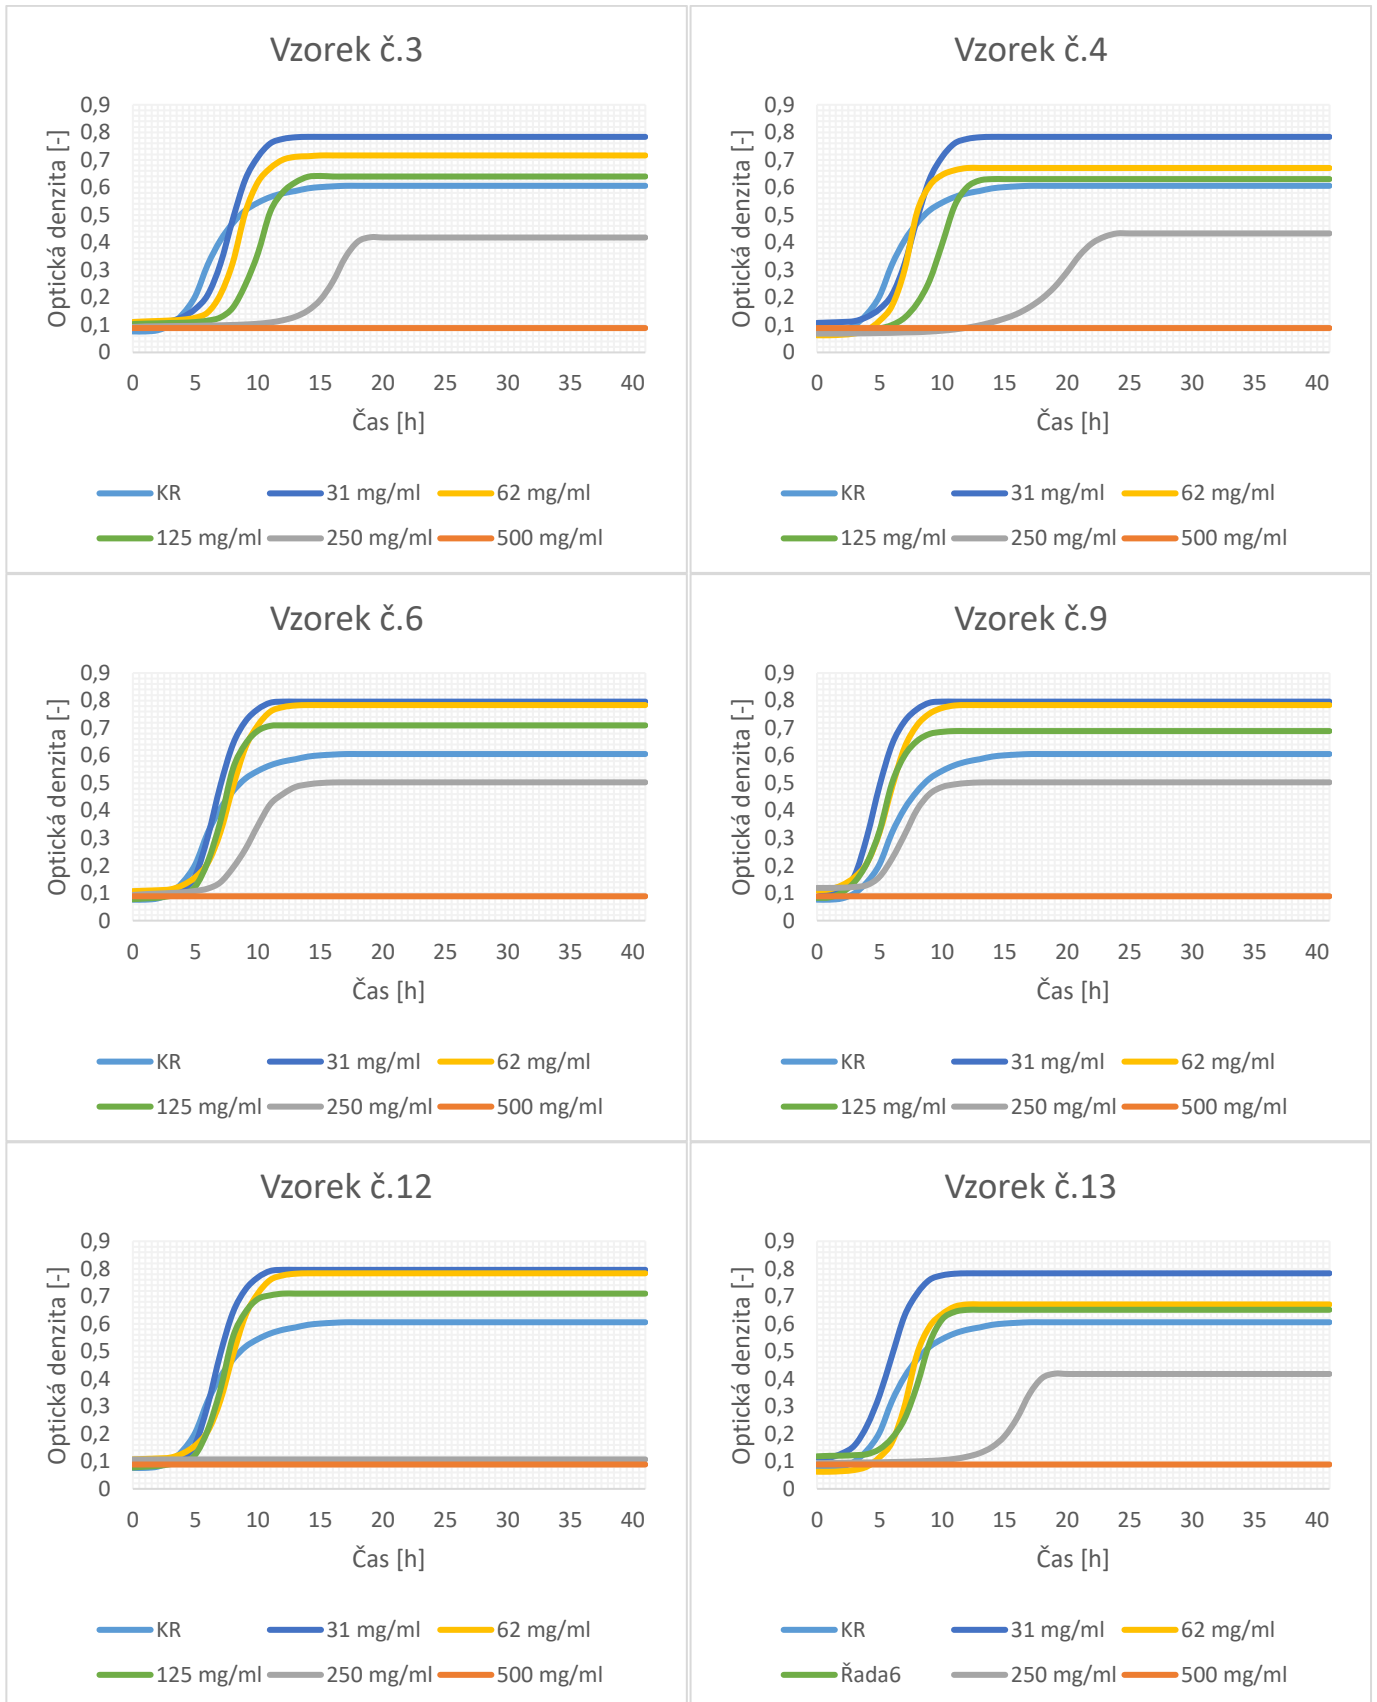 Vzorek č.3
Optická denzita [-]
0,9
0,8
0,7
0,6
0,5
0,4
0,3
0,2
0,1
0
0 5 10 15 20 25 30 35 40
Čas [h]
KR 31 mg/ml 62 mg/ml
125 mg/ml 250 mg/ml 500 mg/ml
Vzorek č.4
Optická denzita [-]
0,9
0,8
0,7
0,6
0,5
0,4
0,3
0,2
0,1
0
0 5 10 15 20 25 30 35 40
Čas [h]
KR 31 mg/ml 62 mg/ml
125 mg/ml 250 mg/ml 500 mg/ml
Vzorek č.6
Optická denzita [-]
0,9
0,8
0,7
0,6
0,5
0,4
0,3
0,2
0,1
0
0 5 10 15 20 25 30 35 40
Čas [h]
KR 31 mg/ml 62 mg/ml
125 mg/ml 250 mg/ml 500 mg/ml
Vzorek č.9
Optická denzita [-]
0,9
0,8
0,7
0,6
0,5
0,4
0,3
0,2
0,1
0
0 5 10 15 20 25 30 35 40
Čas [h]
KR 31 mg/ml 62 mg/ml
125 mg/ml 250 mg/ml 500 mg/ml
Vzorek č.12
Optická denzita [-]
0,9
0,8
0,7
0,6
0,5
0,4
0,3
0,2
0,1
0
0 5 10 15 20 25 30 35 40
Čas [h]
KR 31 mg/ml 62 mg/ml
125 mg/ml 250 mg/ml 500 mg/ml
Vzorek č.13
Optická denzita [-]
0,9
0,8
0,7
0,6
0,5
0,4
0,3
0,2
0,1
0
0 5 10 15 20 25 30 35 40
Čas [h]
KR 31 mg/ml 62 mg/ml
Řada6 250 mg/ml 500 mg/ml